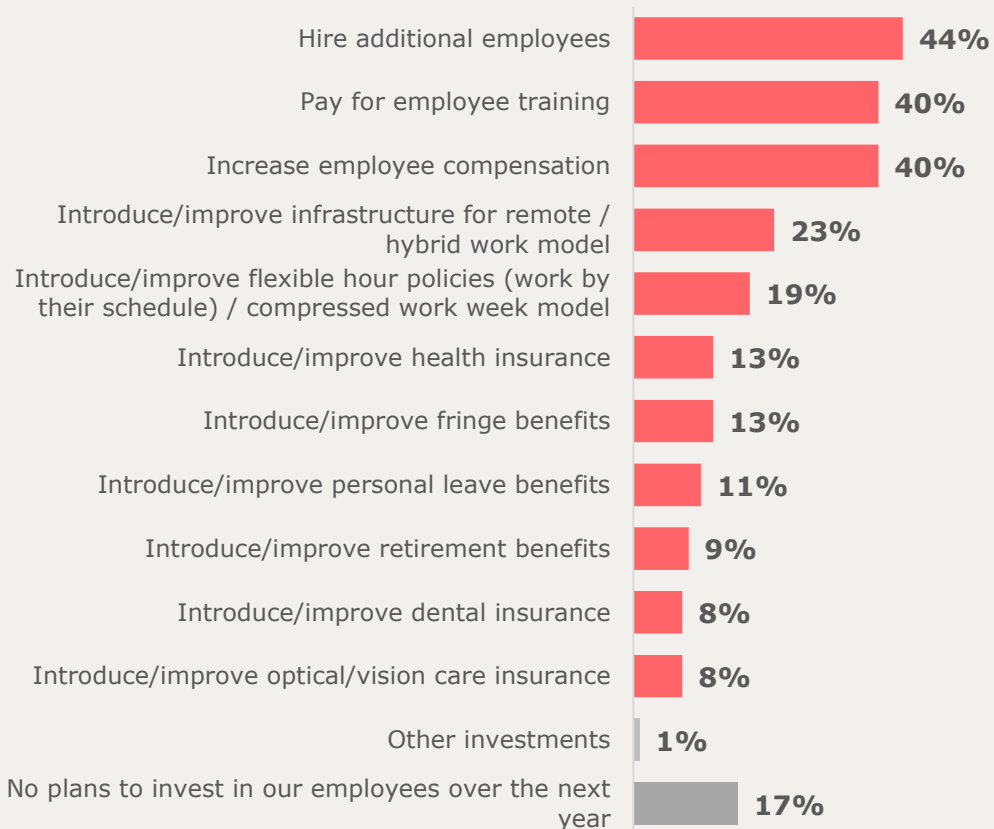 Hire additional employees 44%
Pay for employee training 40%
Increase employee compensation 40%
Introduce/improve infrastructure for remote /
hybrid work model 23%
Introduce/improve flexible hour policies (work by
their schedule) / compressed work week model 19%
Introduce/improve health insurance 13%
Introduce/improve fringe benefits 13%
Introduce/improve personal leave benefits 11%
Introduce/improve retirement benefits 9%
Introduce/improve dental insurance 8%
Introduce/improve optical/vision care insurance 8%
Other investments 1%
No plans to invest in our employees over the next
year 17%